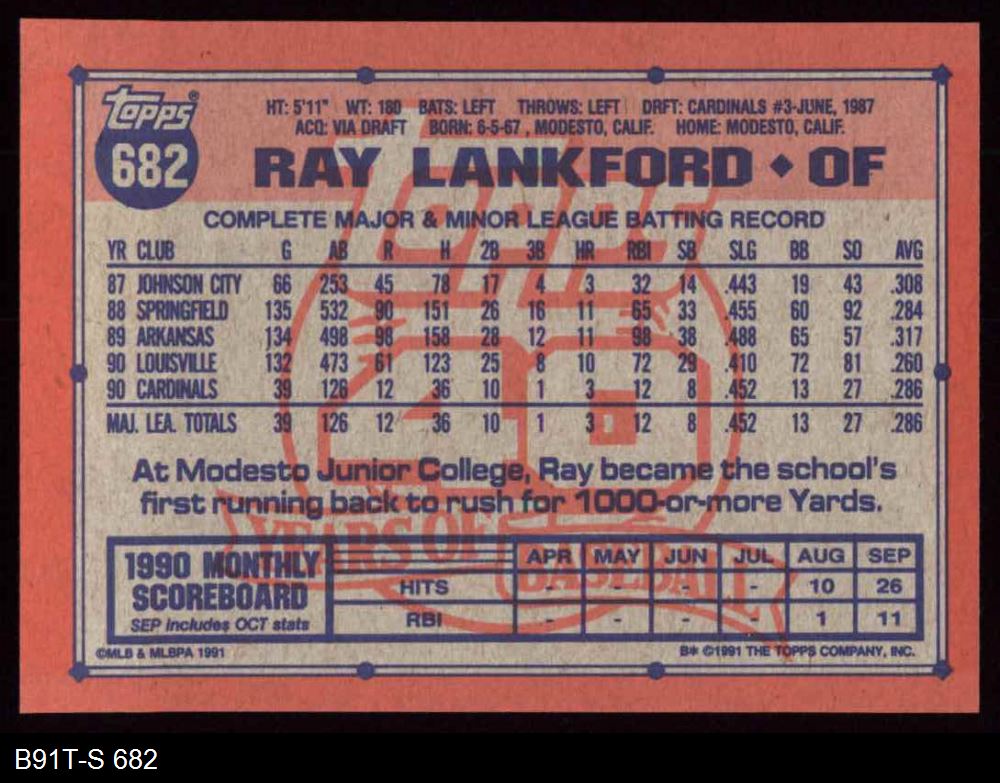 Topps®
682
HT: 5'11" WT: 180 BATS: LEFT THROWS: LEFT DRFT: CARDINALS #3-JUNE, 1987
ACQ: VIA DRAFT BORN: 6-5-67, MODESTO, CALIF. HOME: MODESTO, CALIF.
RAY LANKFORD ◆ OF
COMPLETE MAJOR & MINOR LEAGUE BATTING RECORD
YR CLUB G AB R H 2B 3B HR RBI SB SLG BB SO AVG
87 JOHNSON CITY 66 253 45 78 17 4 3 32 14 .443 19 43 .308
88 SPRINGFIELD 135 532 90 151 26 16 11 65 33 .455 60 92 .284
89 ARKANSAS 134 498 98 158 28 12 11 98 38 .488 65 57 .317
90 LOUISVILLE 132 473 61 123 25 8 10 72 29 .410 72 81 .260
90 CARDINALS 39 126 12 36 10 1 3 12 8 .452 13 27 .286
MAJ. LEA. TOTALS 39 126 12 36 10 1 3 12 8 .452 13 27 .286
Topps
40
YEARS OF BASEBALL
At Modesto Junior College, Ray became the school's
first running back to rush for 1000-or-more Yards.
1990 MONTHLY
SCOREBOARD
SEP includes OCT stats
APR MAY JUN JUL AUG SEP
HITS - - - - 10 26
RBI - - - - 1 11
©MLB & MLBPA 1991
B* ©1991 THE TOPPS COMPANY, INC.
B91T-S 682